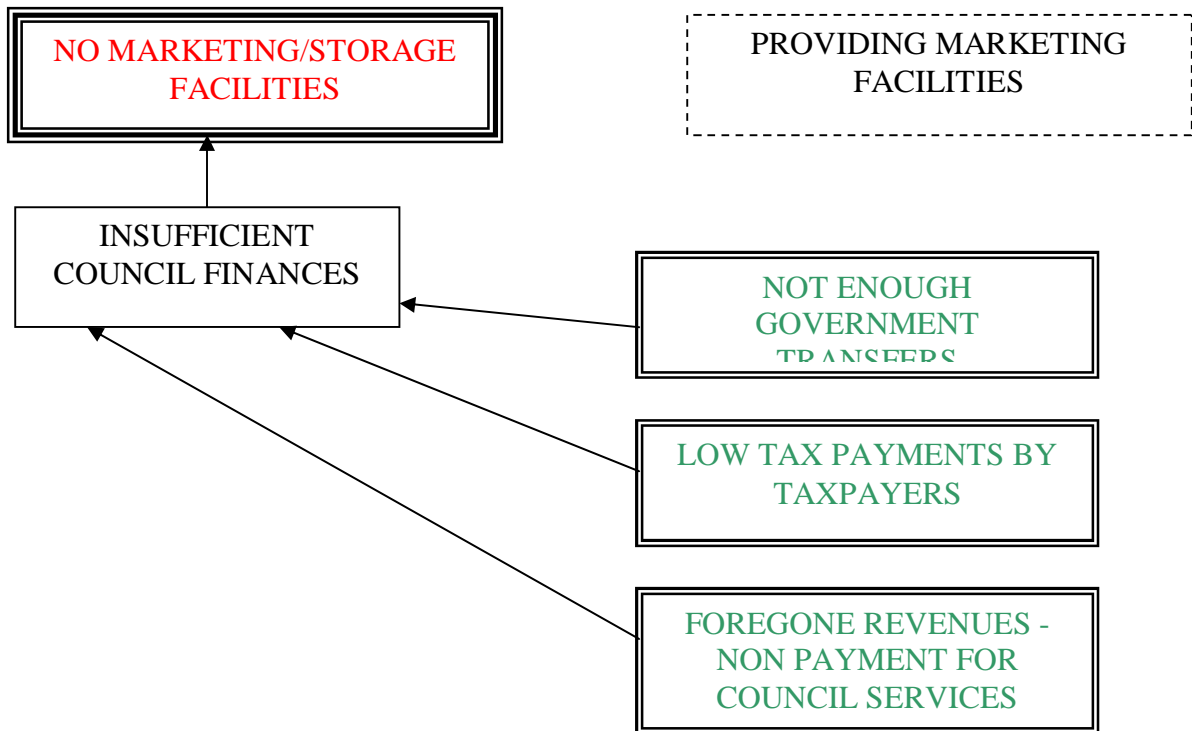 NO MARKETING/STORAGE
FACILITIES
PROVIDING MARKETING
FACILITIES
INSUFFICIENT
COUNCIL FINANCES
NOT ENOUGH
GOVERNMENT
TRANSFERS
LOW TAX PAYMENTS BY
TAXPAYERS
FOREGONE REVENUES -
NON PAYMENT FOR
COUNCIL SERVICES